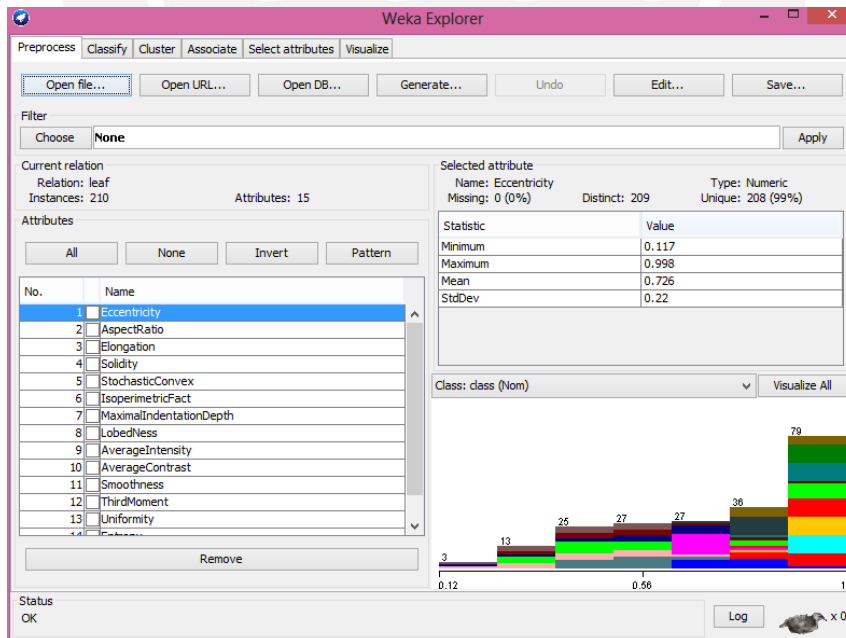 Weka Explorer
Preprocess Classify Cluster Associate Select attributes Visualize
Open file... Open URL... Open DB... Generate... Undo Edit... Save...
Filter
Choose None Apply
Current relation
Relation: leaf
Instances: 210 Attributes: 15
Attributes
All None Invert Pattern
No. Name
1 Eccentricity
2 AspectRatio
3 Elongation
4 Solidity
5 StochasticConvex
6 IsoperimetricFact
7 MaximalIndentationDepth
8 LobedNess
9 AverageIntensity
10 AverageContrast
11 Smoothness
12 ThirdMoment
13 Uniformity
Remove
Selected attribute
Name: Eccentricity Type: Numeric
Missing: 0 (0%) Distinct: 209 Unique: 208 (99%)
Statistic Value
Minimum 0.117
Maximum 0.998
Mean 0.726
StdDev 0.22
Class: class (Nom) Visualize All
3 13 25 27 27 36 79
0.12 0.56 1
Status
OK
Log x 0